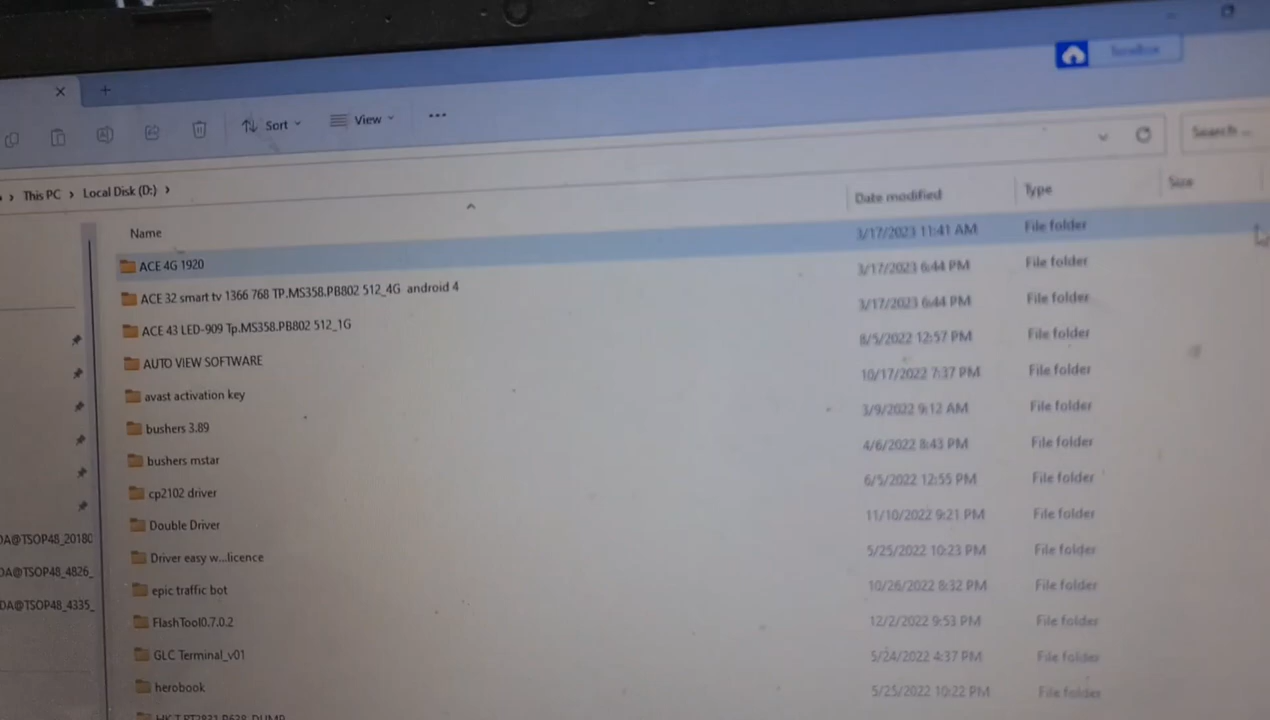 Sort
View
...
Search ...
This PC > Local Disk (D:) >
Name Date modified Type Size
ACE 4G 1920 3/17/2023 11:41 AM File folder
ACE 32 smart tv 1366 768 TP.MS358.PB802 512_4G android 4 3/17/2023 6:44 PM File folder
ACE 43 LED-909 Tp.MS358.PB802 512_1G 3/17/2023 6:44 PM File folder
AUTO VIEW SOFTWARE 8/5/2022 12:57 PM File folder
avast activation key 10/17/2022 7:37 PM File folder
bushers 3.89 3/9/2022 9:12 AM File folder
bushers mstar 4/6/2022 8:43 PM File folder
cp2102 driver 6/5/2022 12:55 PM File folder
Double Driver 11/10/2022 9:21 PM File folder
Driver easy w...licence 5/25/2022 10:23 PM File folder
epic traffic bot 10/26/2022 8:32 PM File folder
FlashTool0.7.0.2 12/2/2022 9:53 PM File folder
GLC Terminal_v01 5/24/2022 4:37 PM File folder
herobook 5/25/2022 10:22 PM File folder
DA@TSOP48_20180
DA@TSOP48_4826_
DA@TSOP48_4335_